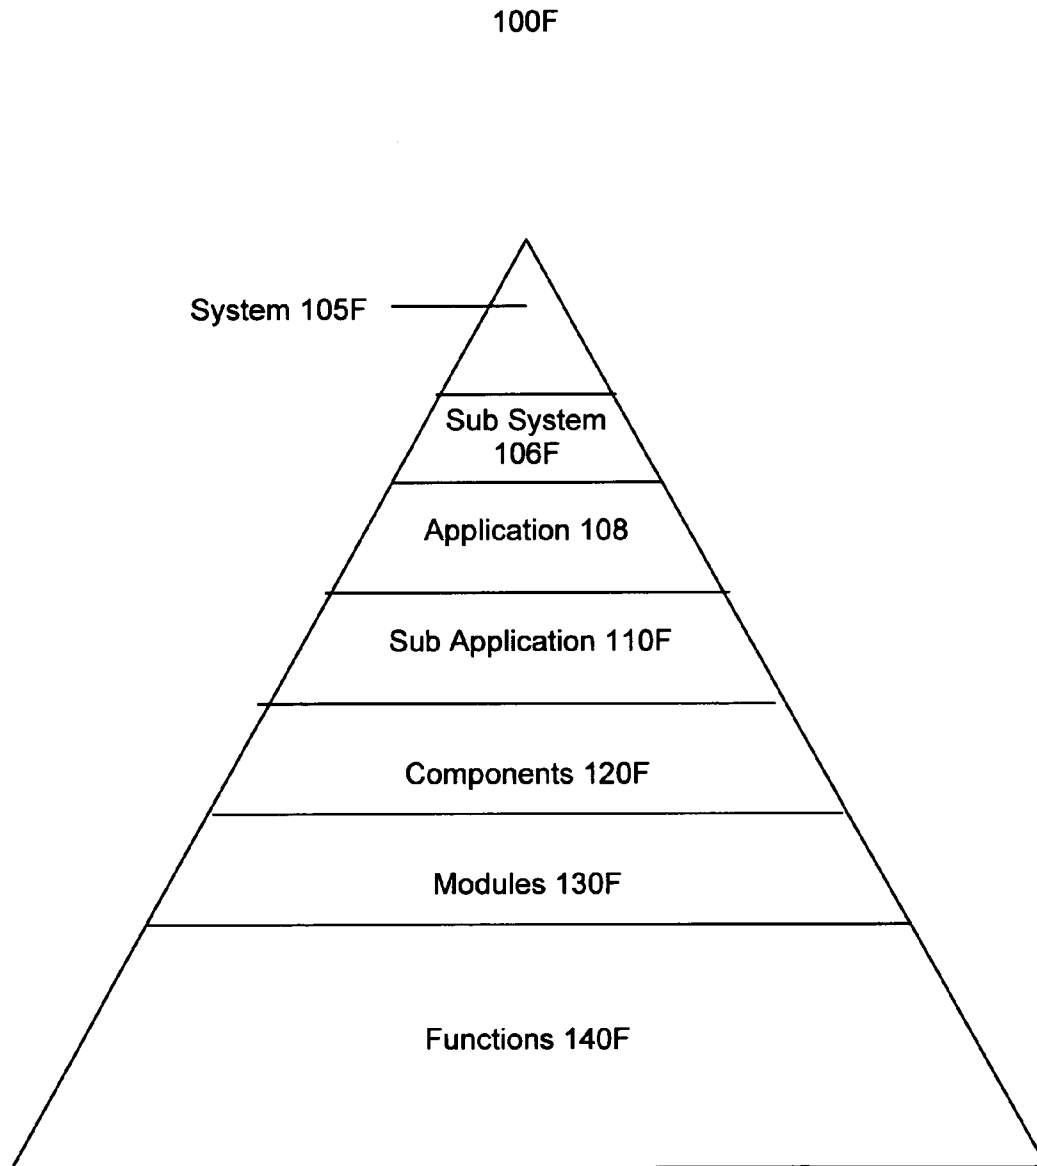 100F
System 105F
Sub System
106F
Application 108
Sub Application 110F
Components 120F
Modules 130F
Functions 140F